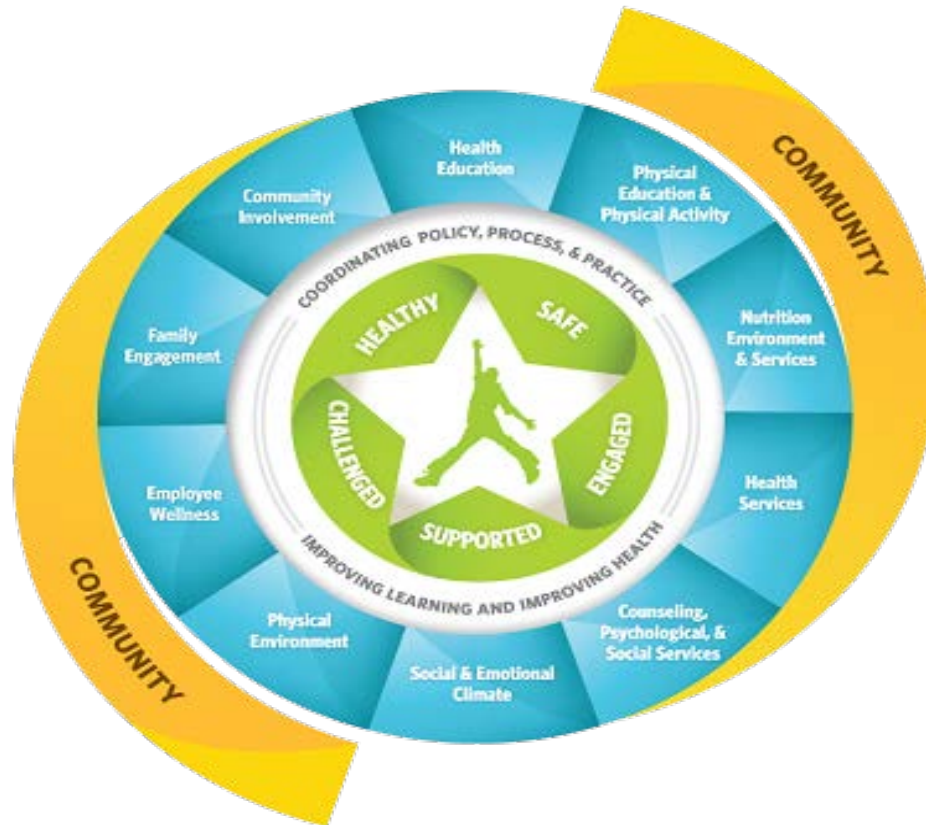 COMMUNITY
Health
Education
Physical
Education &
Physical Activity
Nutrition
Environment
& Services
Health
Services
Counseling,
Psychological, &
Social Services
Social & Emotional
Climate
Physical
Environment
Employee
Wellness
Family
Engagement
Community
Involvement
COORDINATING POLICY, PROCESS, & PRACTICE
IMPROVING LEARNING AND IMPROVING HEALTH
HEALTHY
SAFE
ENGAGED
SUPPORTED
CHALLENGED
COMMUNITY